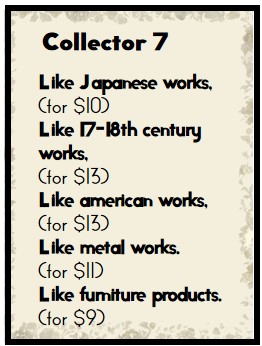 Collector 7
Like Japanese works,
(for $10)
Like 17-18th century
works,
(for $13)
Like american works,
(for $13)
Like metal works.
(for $11)
Like furniture products.
(for $9)